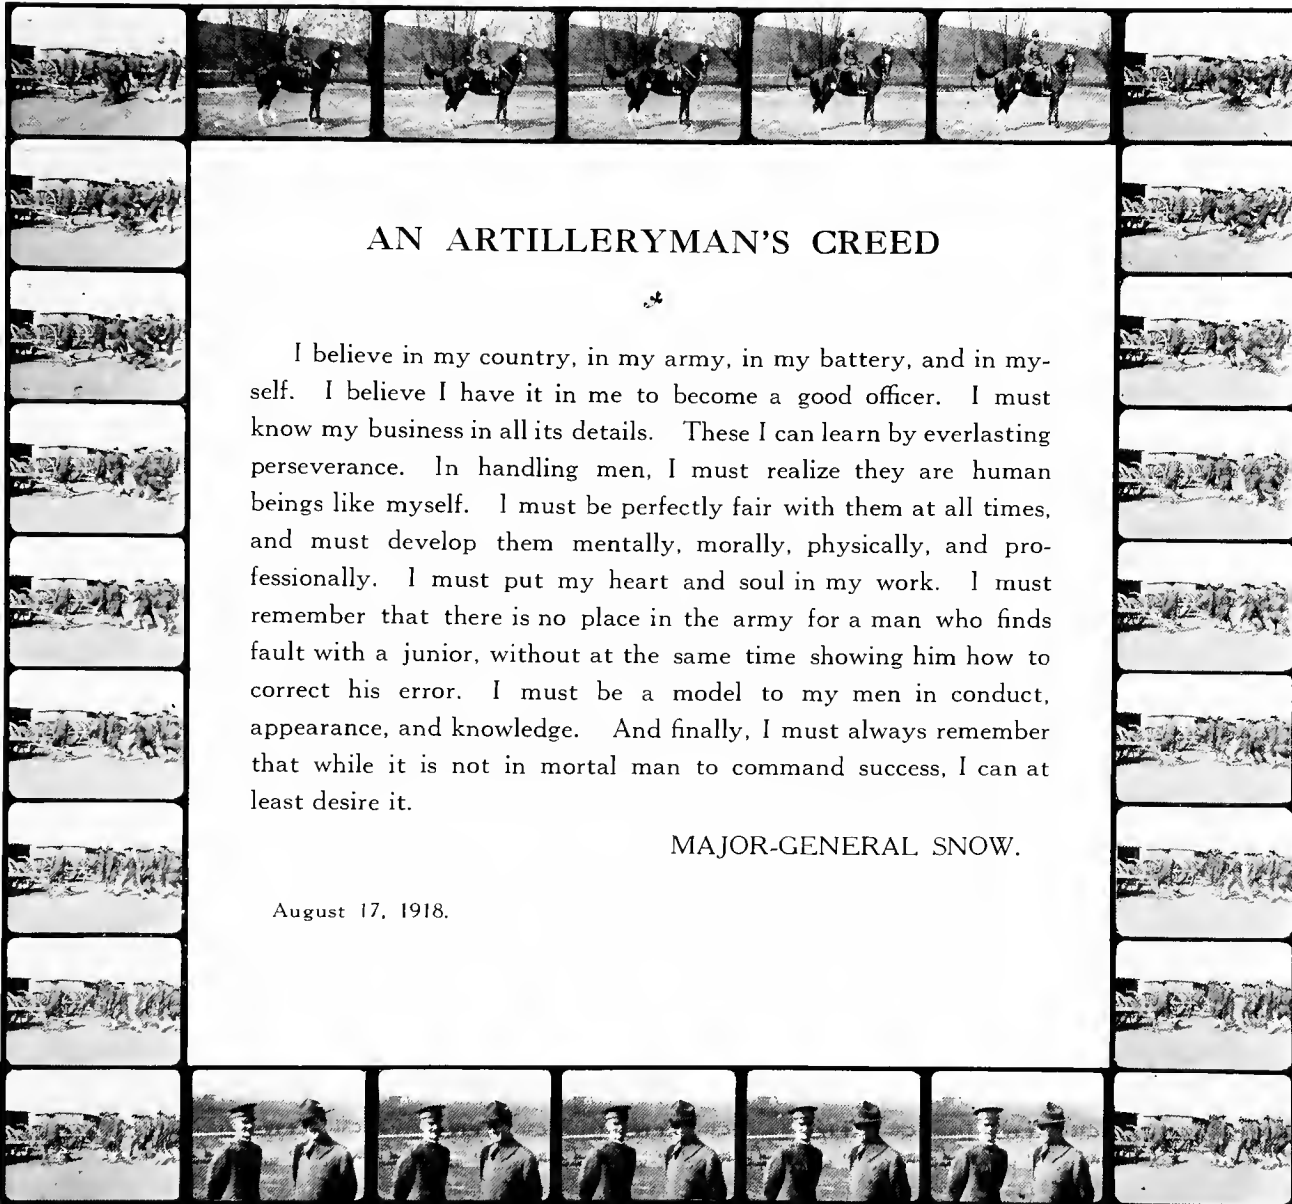 AN ARTILLERYMAN'S CREED
I believe in my country, in my army, in my battery, and in my-
self. I believe I have it in me to become a good officer. I must
know my business in all its details. These I can learn by everlasting
perseverance. In handling men, I must realize they are human
beings like myself. I must be perfectly fair with them at all times,
and must develop them mentally, morally, physically, and pro-
fessionally. I must put my heart and soul in my work. I must
remember that there is no place in the army for a man who finds
fault with a junior, without at the same time showing him how to
correct his error. I must be a model to my men in conduct,
appearance, and knowledge. And finally, I must always remember
that while it is not in mortal man to command success, I can at
least desire it.
MAJOR-GENERAL SNOW.
August 17, 1918.